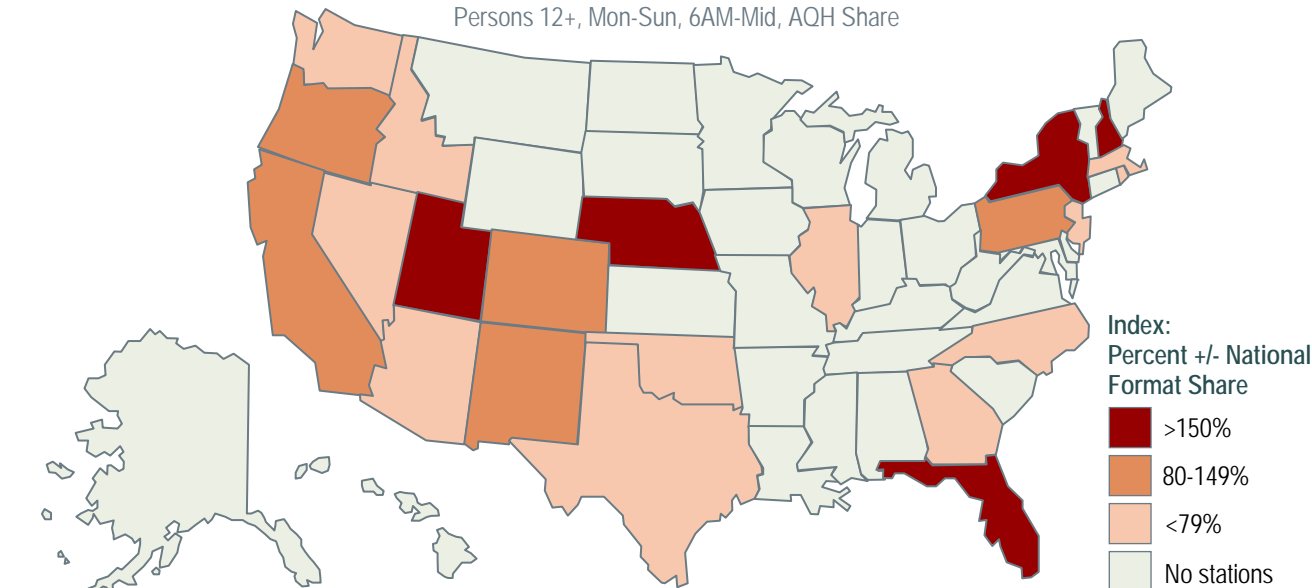 Persons 12+, Mon-Sun, 6AM-Mid, AQH Share
Index:
Percent +/- National
Format Share
>150%
80-149%
<79%
No stations